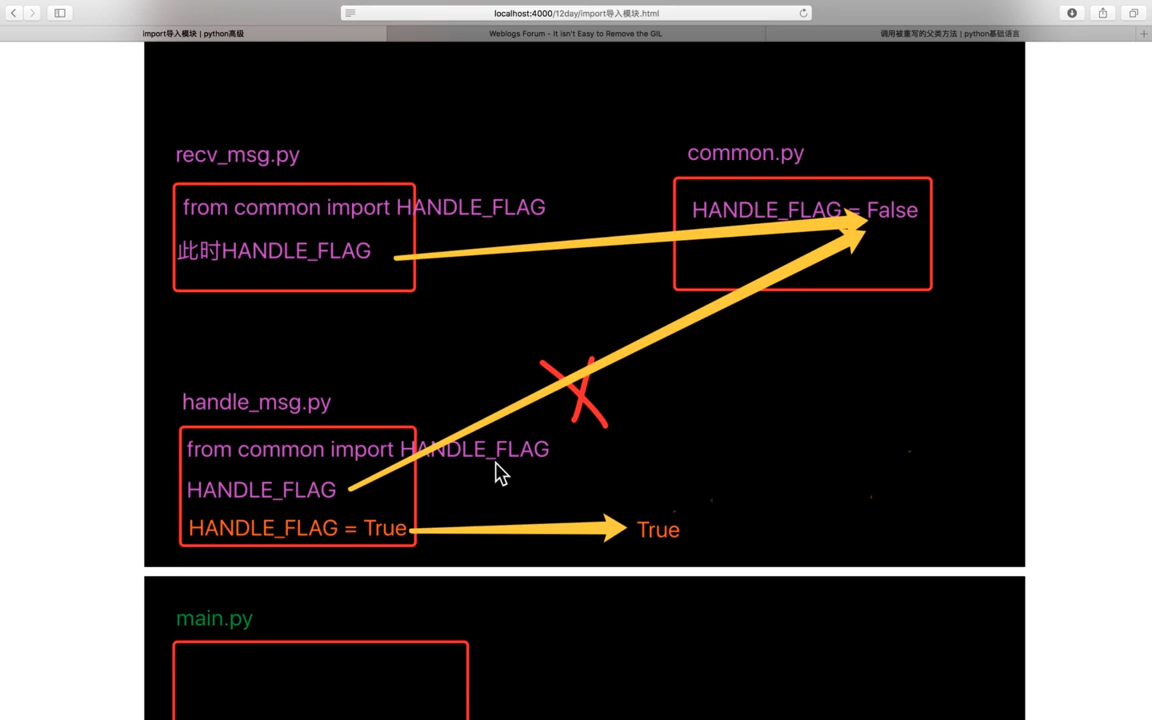 localhost:4000/12day/import导入模块.html
import导入模块 | python高级
Weblogs Forum - It isn't Easy to Remove the GIL
调用被重写的父类方法 | python基础语言
recv_msg.py
from common import HANDLE_FLAG
此时HANDLE_FLAG
common.py
HANDLE_FLAG = False
handle_msg.py
from common import HANDLE_FLAG
HANDLE_FLAG
HANDLE_FLAG = True
True
main.py